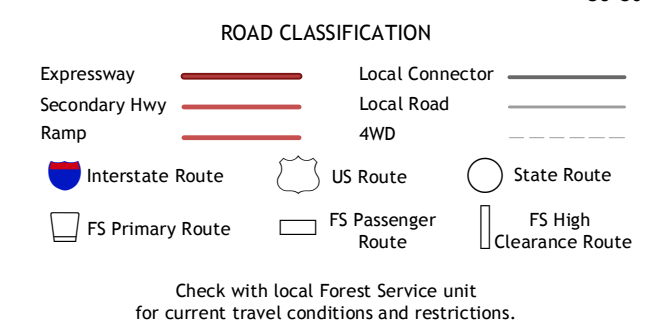 ROAD CLASSIFICATION
Expressway
Local Connector
Secondary Hwy
Local Road
Ramp
4WD
Interstate Route
US Route
State Route
FS Primary Route
FS Passenger
Route
FS High
Clearance Route
Check with local Forest Service unit
for current travel conditions and restrictions.